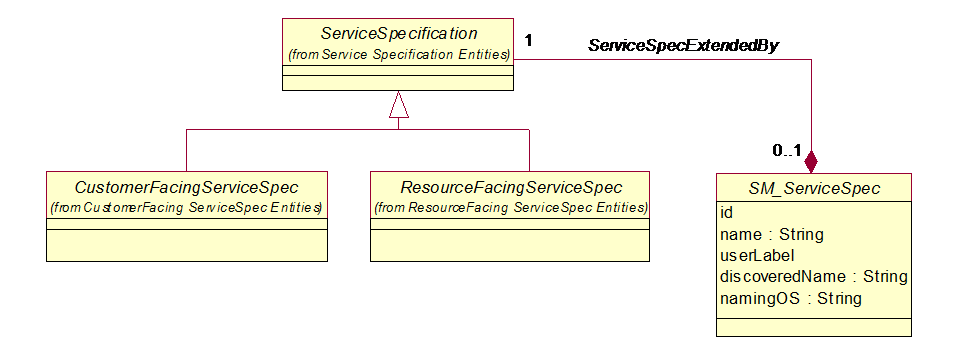 ServiceSpecification
(from Service Specification Entities)
1
ServiceSpecExtendedBy
0..1
CustomerFacingServiceSpec
(from CustomerFacing ServiceSpec Entities)
ResourceFacingServiceSpec
(from ResourceFacing ServiceSpec Entities)
SM_ServiceSpec
id
name : String
userLabel
discoveredName : String
namingOS : String